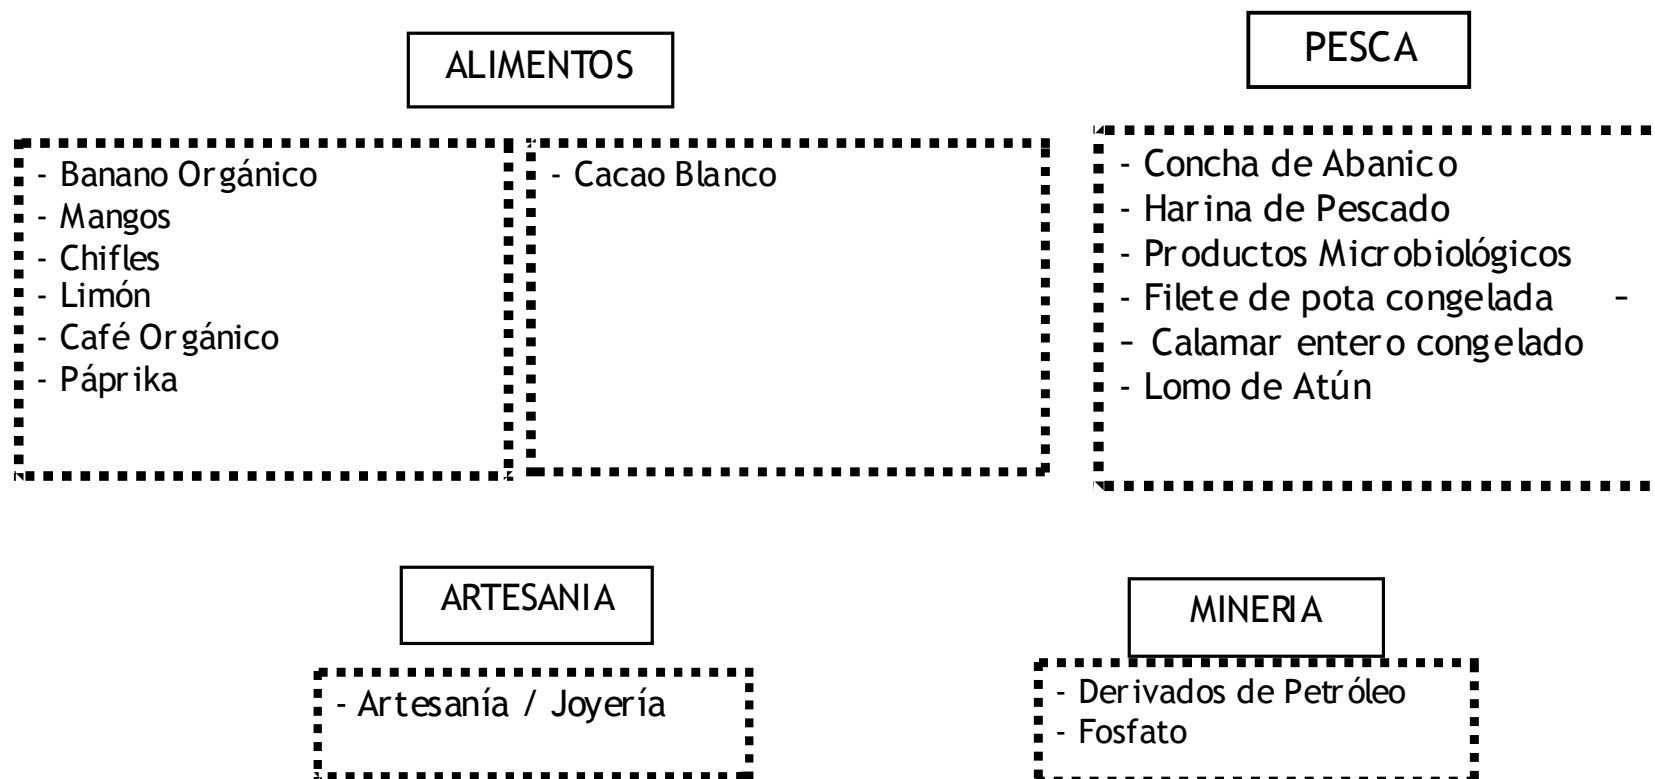 ALIMENTOS
- Banano Orgánico
- Mangos
- Chifles
- Limón
- Café Orgánico
- Páprika
- Cacao Blanco
PESCA
- Concha de Abanico
- Harina de Pescado
- Productos Microbiológicos
- Filete de pota congelada -
- Calamar entero congelado
- Lomo de Atún
ARTESANIA
- Artesanía / Joyería
MINERIA
- Derivados de Petróleo
- Fosfato